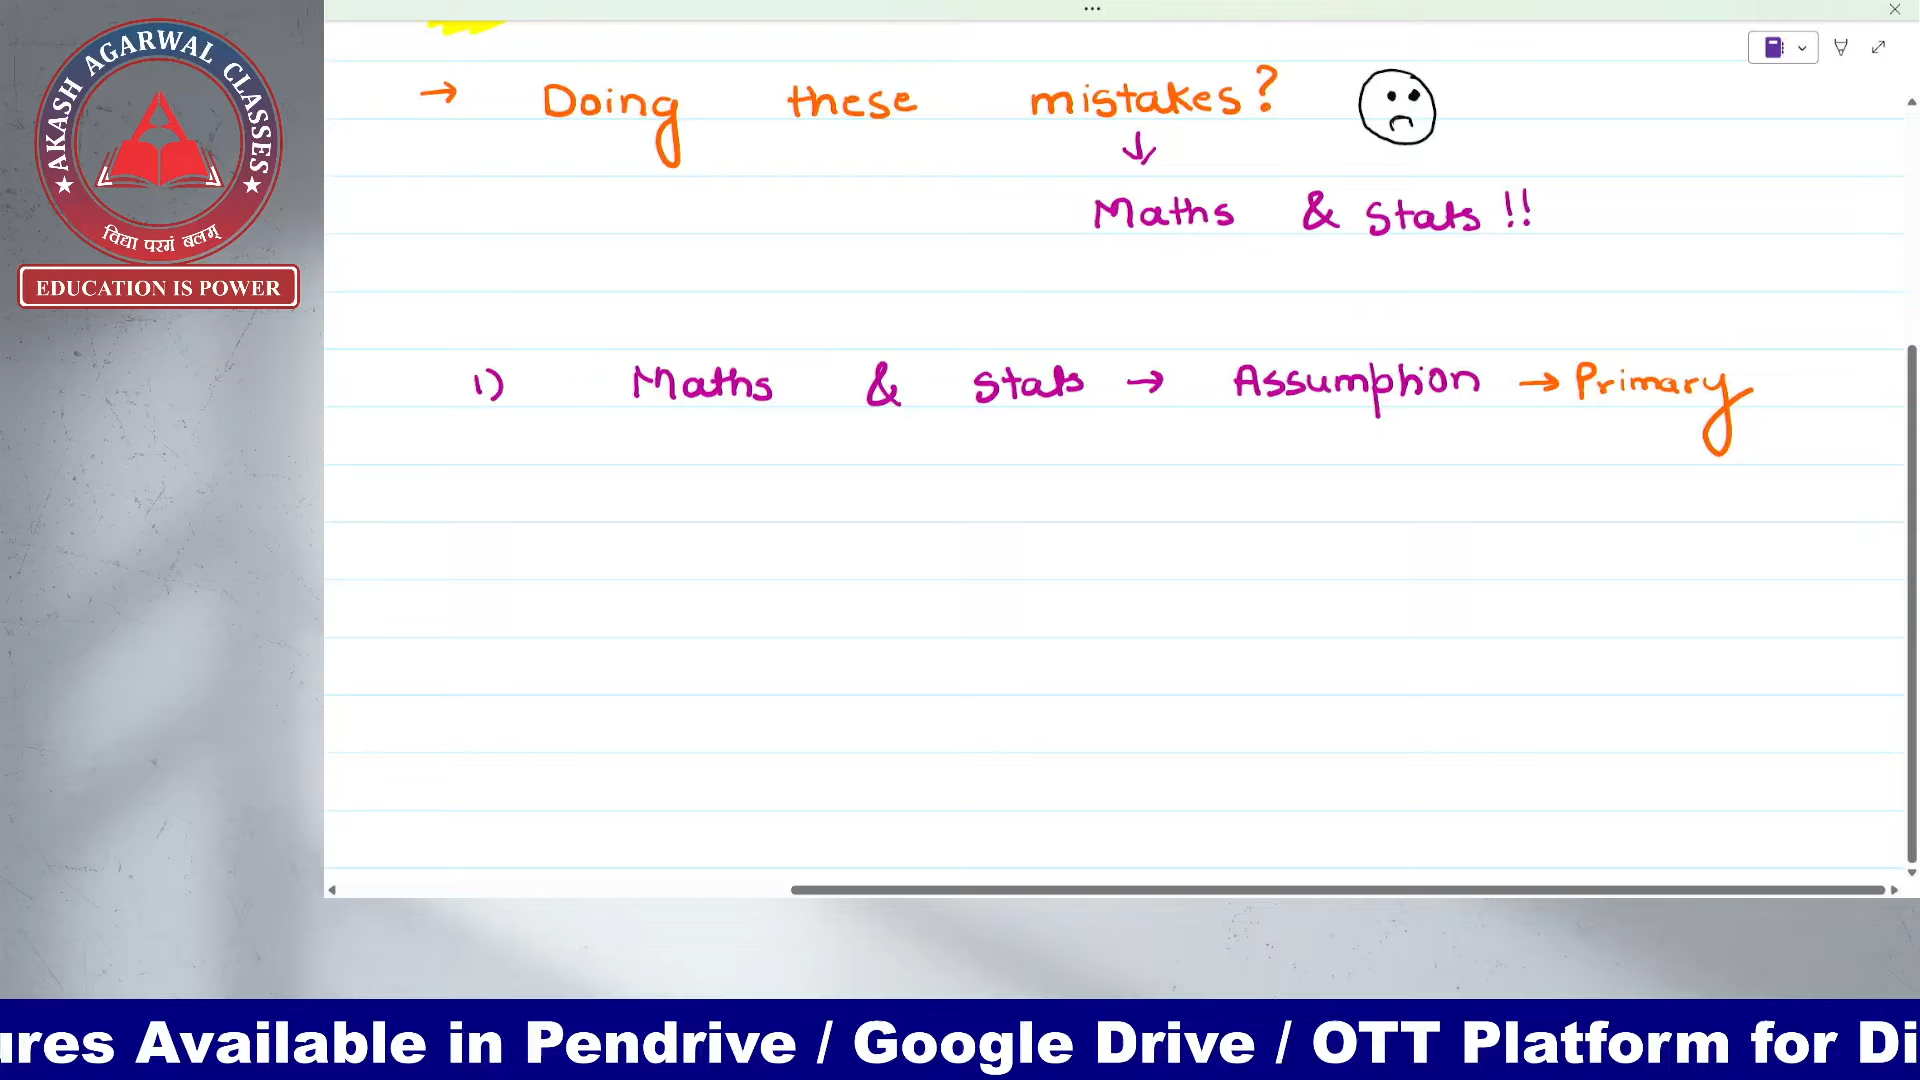 AKASH AGARWAL CLASSES
विद्या परमं बलम्
EDUCATION IS POWER
→ Doing these mistakes?
↓
Maths & Stats !!
1) Maths & Stats → Assumption → Primary
ures Available in Pendrive / Google Drive / OTT Platform for Di